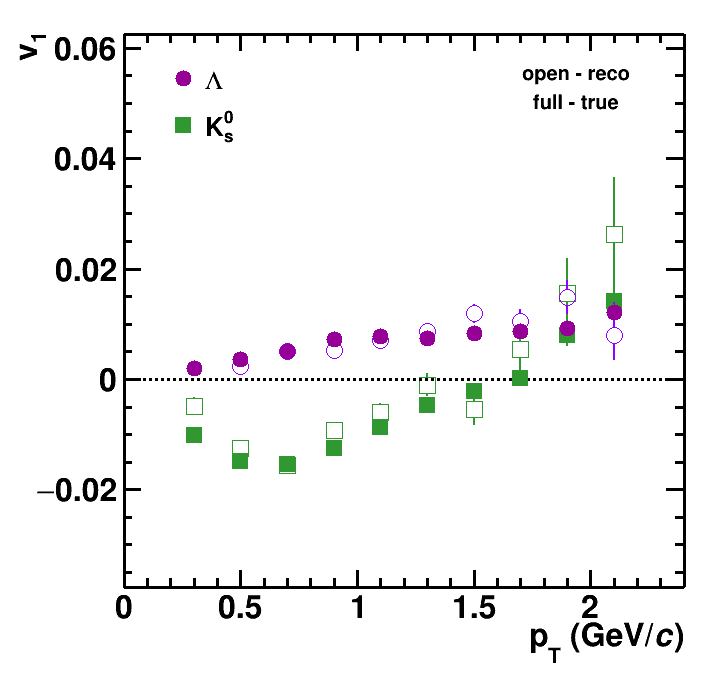 v1
0.06
0.04
0.02
0
−0.02
Λ
K0s
open - reco
full - true
0 0.5 1 1.5 2
pT (GeV/c)